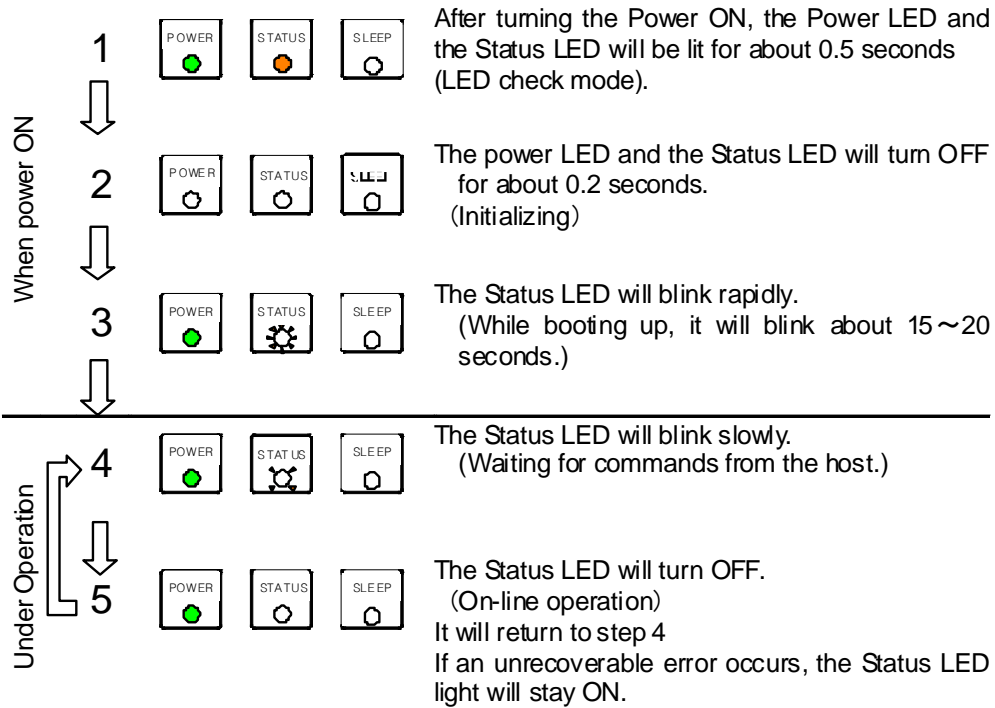 When power ON
1
POWER
STATUS
SLEEP
After turning the Power ON, the Power LED and
the Status LED will be lit for about 0.5 seconds
(LED check mode).
2
POWER
STATUS
The power LED and the Status LED will turn OFF
for about 0.2 seconds.
（Initializing）
3
POWER
STATUS
SLEEP
The Status LED will blink rapidly.
(While booting up, it will blink about 15～20
seconds.)
Under Operation
4
POWER
STATUS
SLEEP
The Status LED will blink slowly.
(Waiting for commands from the host.)
5
POWER
STATUS
SLEEP
The Status LED will turn OFF.
（On-line operation）
It will return to step 4
If an unrecoverable error occurs, the Status LED
light will stay ON.